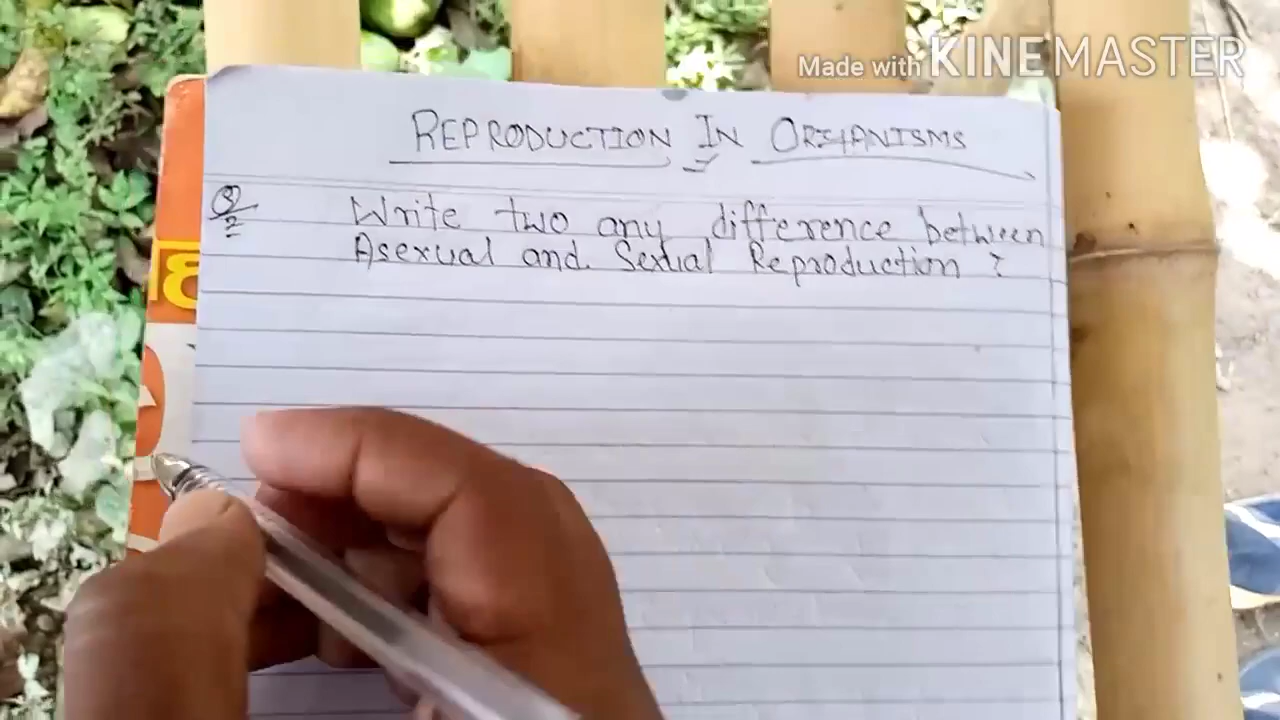 Made with KINEMASTER
REPRODUCTION IN ORGANISMS
Q/2 Write two any difference between
Asexual and Sexual Reproduction ?